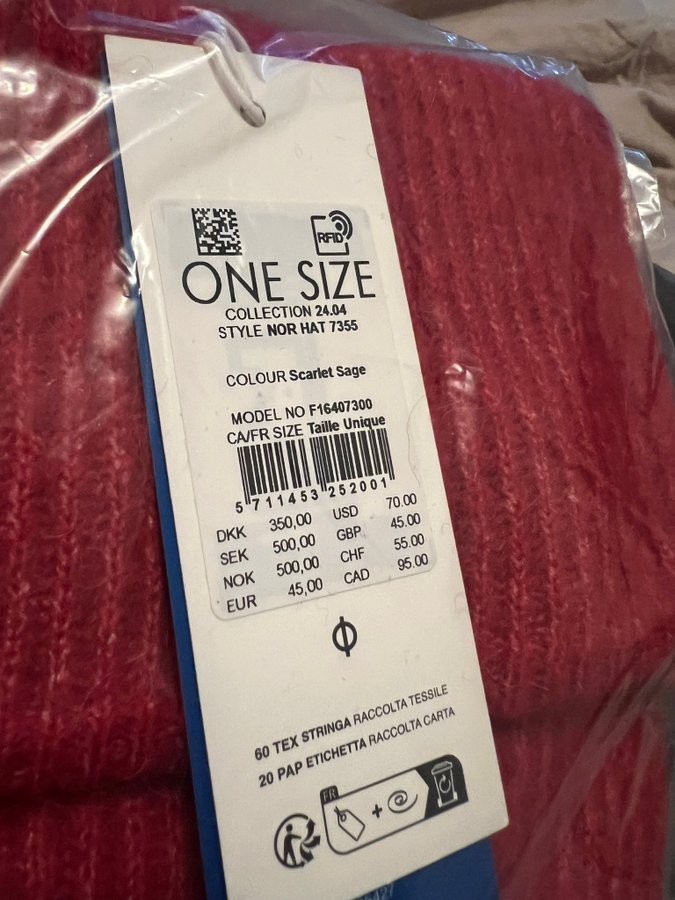 RFID
ONE SIZE
COLLECTION 24.04
STYLE NOR HAT 7355
COLOUR Scarlet Sage
MODEL NO F16407300
CA/FR SIZE Taille Unique
5 711453 252001
DKK 350,00 USD 70.00
SEK 500,00 GBP 45.00
NOK 500,00 CHF 55.00
EUR 45,00 CAD 95.00
60 TEX STRINGA RACCOLTA TESSILE
20 PAP ETICHETTA RACCOLTA CARTA
FR
+